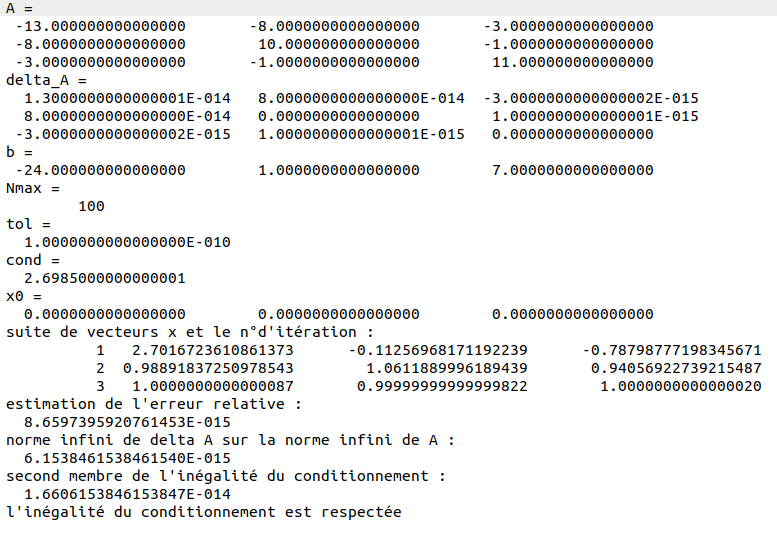 A =
-13.000000000000000 -8.0000000000000000 -3.0000000000000000
-8.0000000000000000 10.000000000000000 -1.0000000000000000
-3.0000000000000000 -1.0000000000000000 11.000000000000000
delta_A =
1.3000000000000001E-014 8.0000000000000000E-014 -3.0000000000000002E-015
8.0000000000000000E-014 0.0000000000000000 1.0000000000000001E-015
-3.0000000000000002E-015 1.0000000000000001E-015 0.0000000000000000
b =
-24.000000000000000 1.0000000000000000 7.0000000000000000
Nmax =
100
tol =
1.0000000000000000E-010
cond =
2.6985000000000001
x0 =
0.0000000000000000 0.0000000000000000 0.0000000000000000
suite de vecteurs x et le n°d'itération :
1 2.7016723610861373 -0.11256968171192239 -0.78798777198345671
2 0.98891837250978543 1.0611889996189439 0.94056922739215487
3 1.0000000000000087 0.99999999999999822 1.0000000000000020
estimation de l'erreur relative :
8.6597395920761453E-015
norme infini de delta A sur la norme infini de A :
6.1538461538461540E-015
second membre de l'inégalité du conditionnement :
1.6606153846153847E-014
l'inégalité du conditionnement est respectée